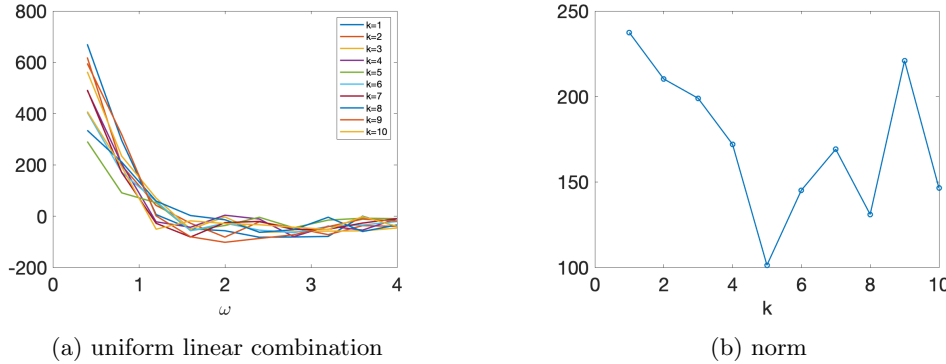 800
600
400
200
0
-200
0
1
2
3
4
ω
k=1
k=2
k=3
k=4
k=5
k=6
k=7
k=8
k=9
k=10
(a) uniform linear combination
250
200
150
100
0
2
4
6
8
10
k
(b) norm